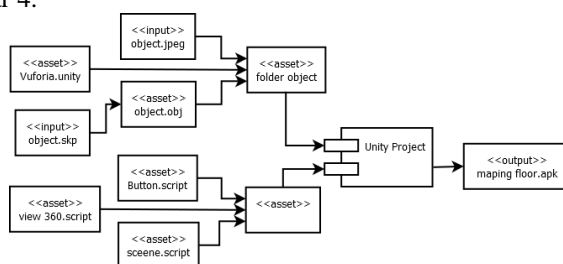 <<input>>
object.jpeg
<<asset>>
Vuforia.unity
<<asset>>
folder object
<<asset>>
object.obj
<<input>>
object.skp
Unity Project
<<output>>
maping floor.apk
<<asset>>
Button.script
<<asset>>
view 360.script
<<asset>>
<<asset>>
sceene.script